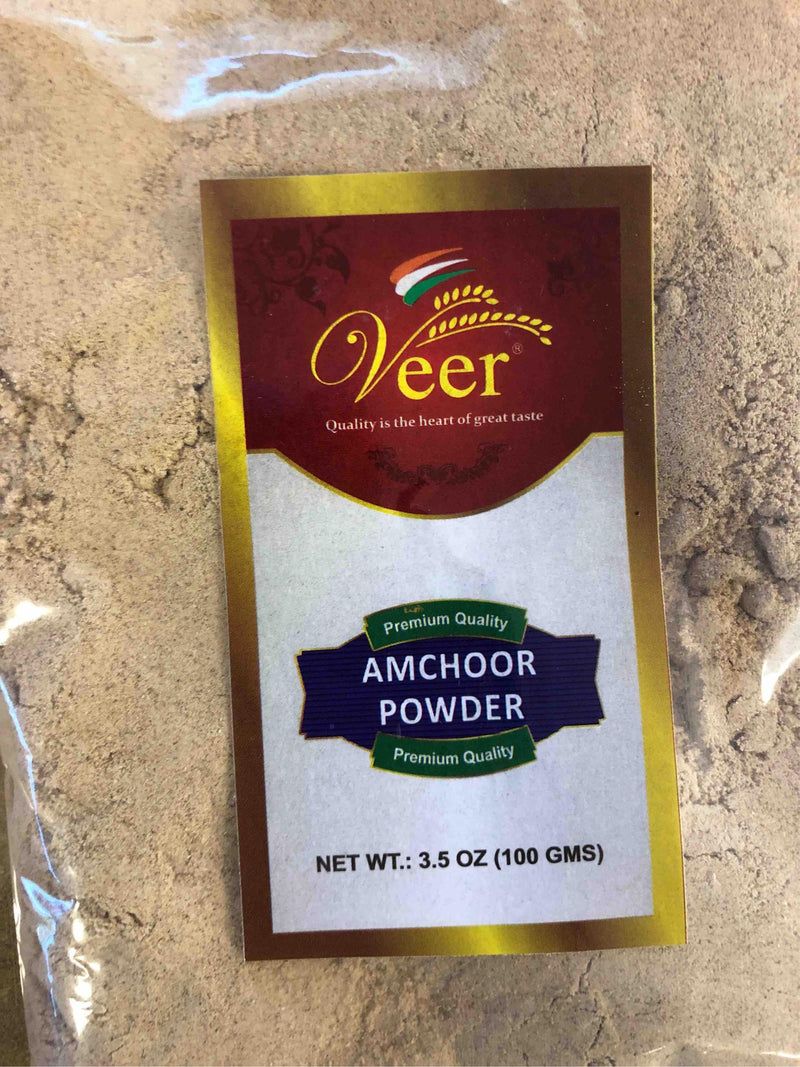 Veer®
Quality is the heart of great taste
Premium Quality
AMCHOOR
POWDER
Premium Quality
NET WT.: 3.5 OZ (100 GMS)